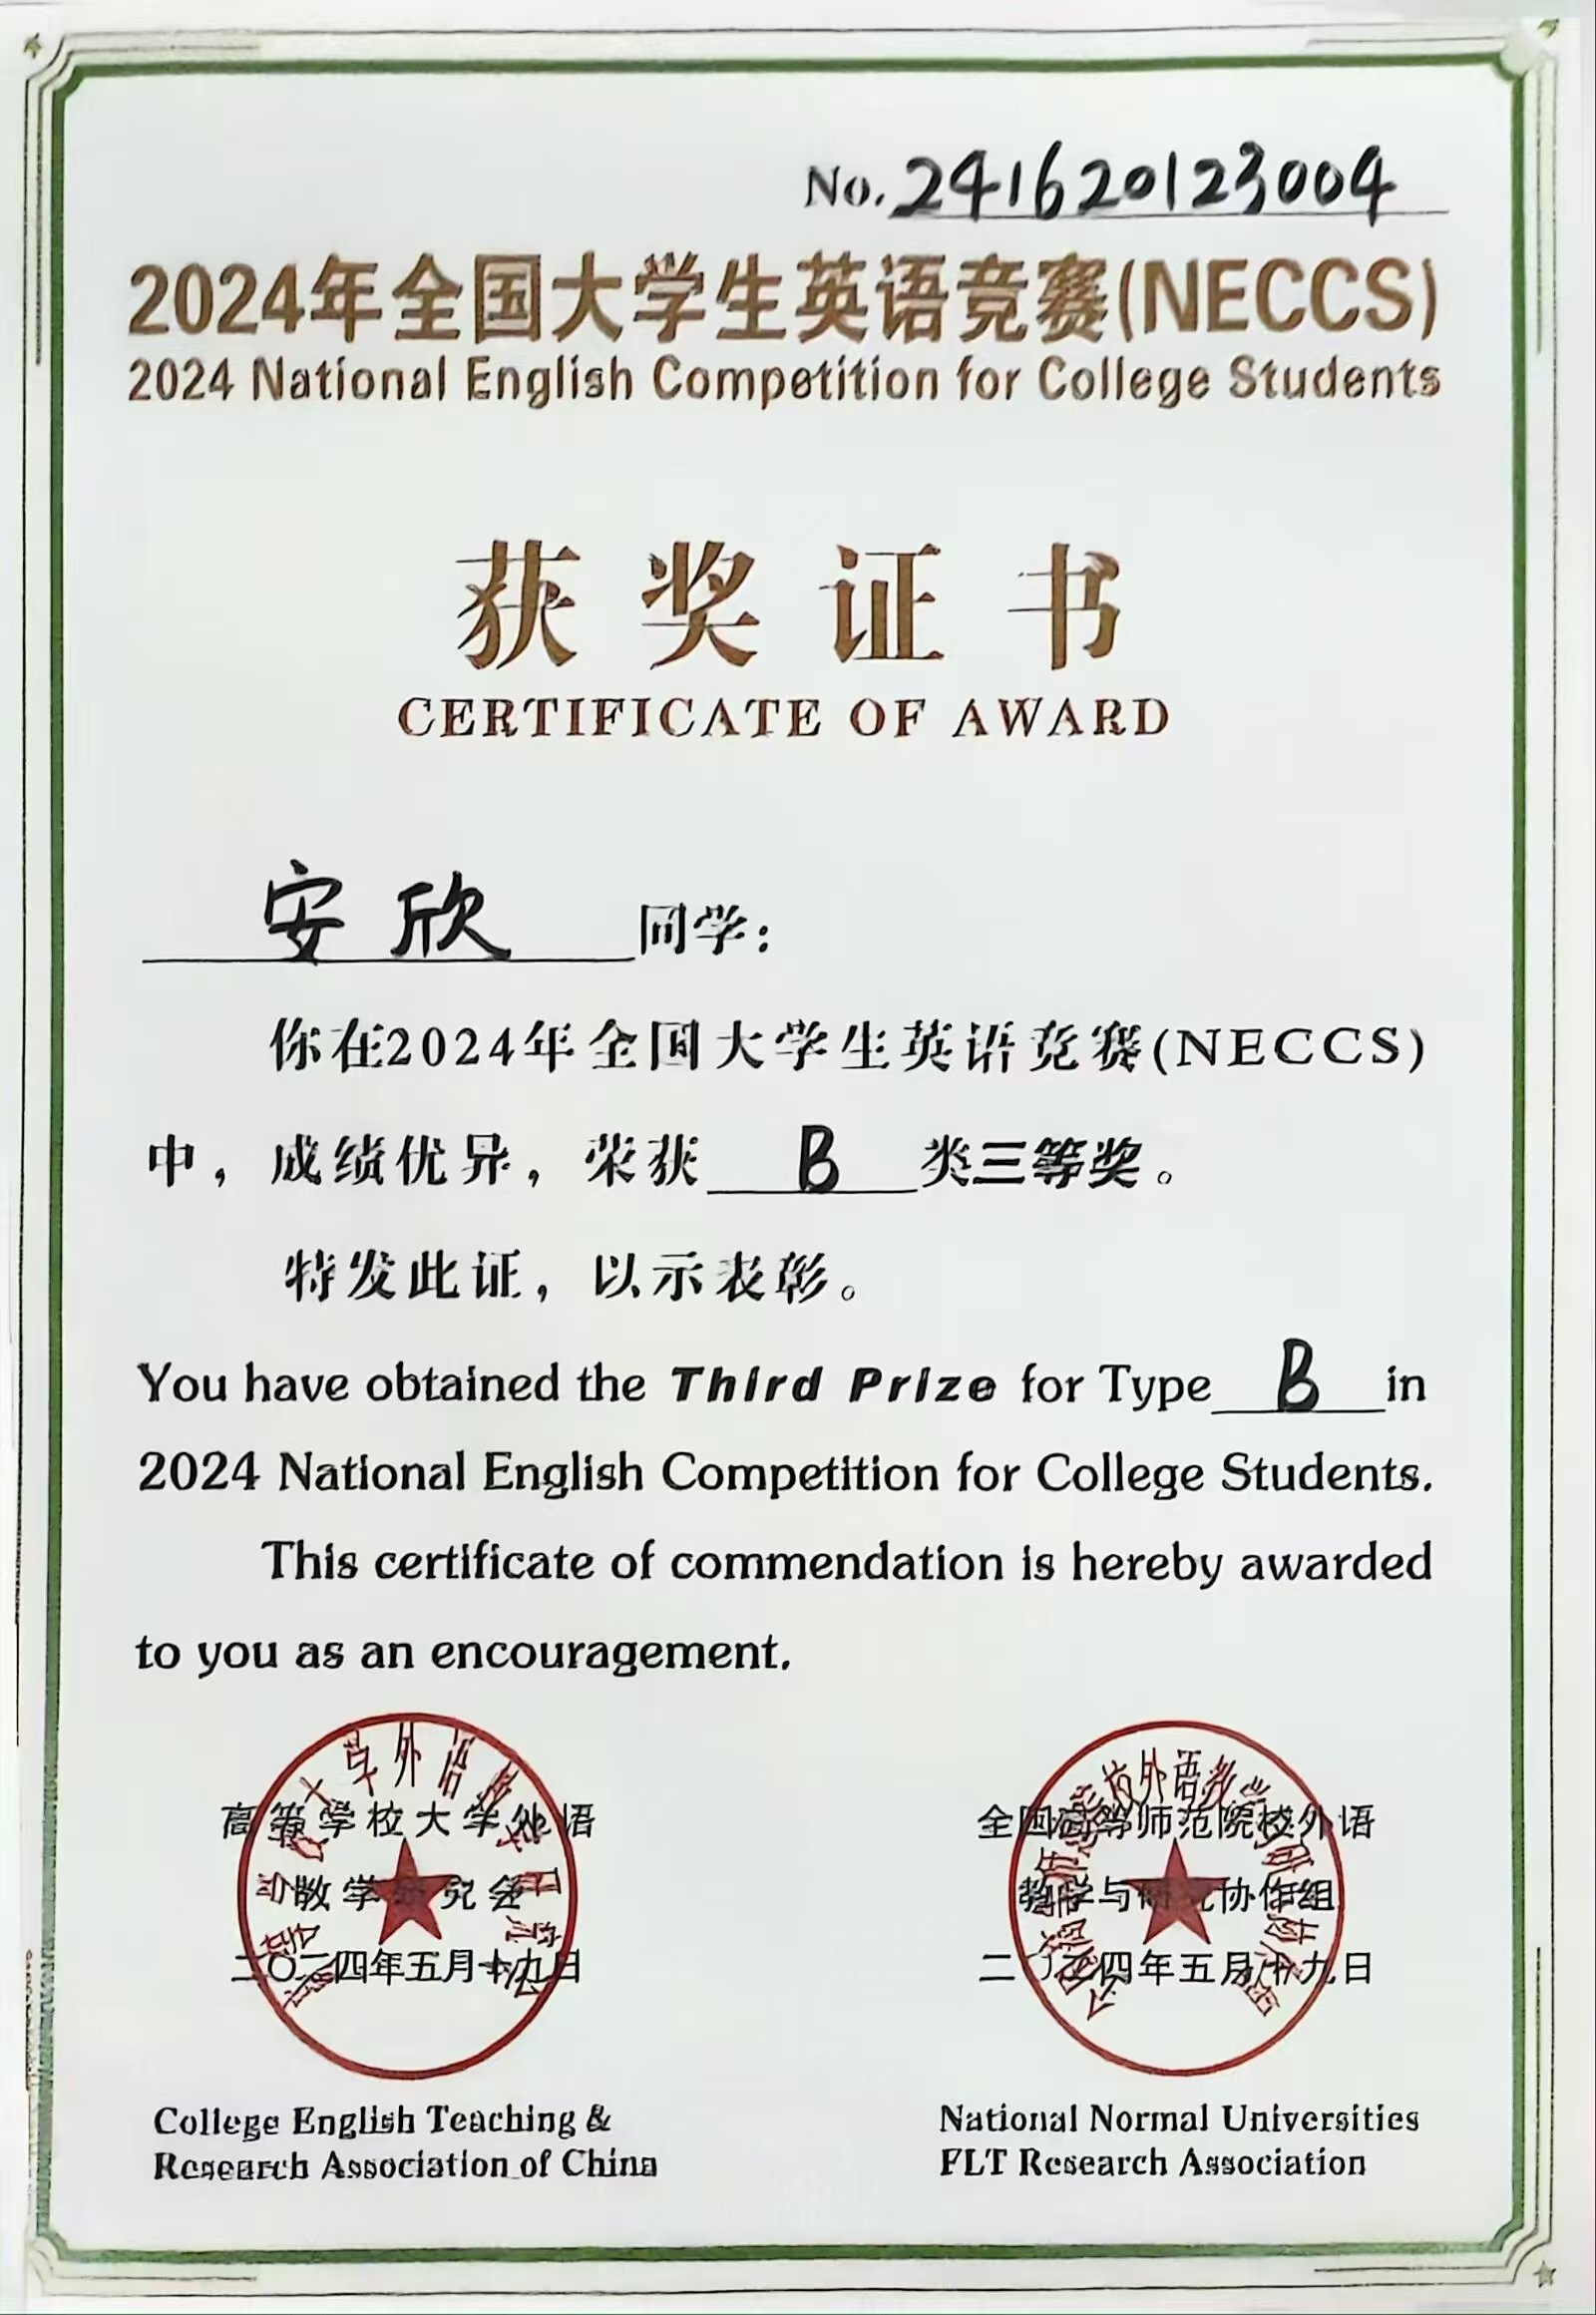 No.241620123004
2024年全国大学生英语竞赛(NECCS)
2024 National English Competition for College Students
获奖证书
CERTIFICATE OF AWARD
安欣 同学：
你在2024年全国大学生英语竞赛(NECCS)
中，成绩优异，荣获 B 类三等奖。
特发此证，以示表彰。
You have obtained the Third Prize for Type B in
2024 National English Competition for College Students.
This certificate of commendation is hereby awarded
to you as an encouragement.
高等学校大学外语
教学研究会
二〇二四年五月十九日
College English Teaching &
Research Association of China
全国高等师范院校外语
教学与研究协作组
二〇二四年五月十九日
National Normal Universities
FLT Research Association